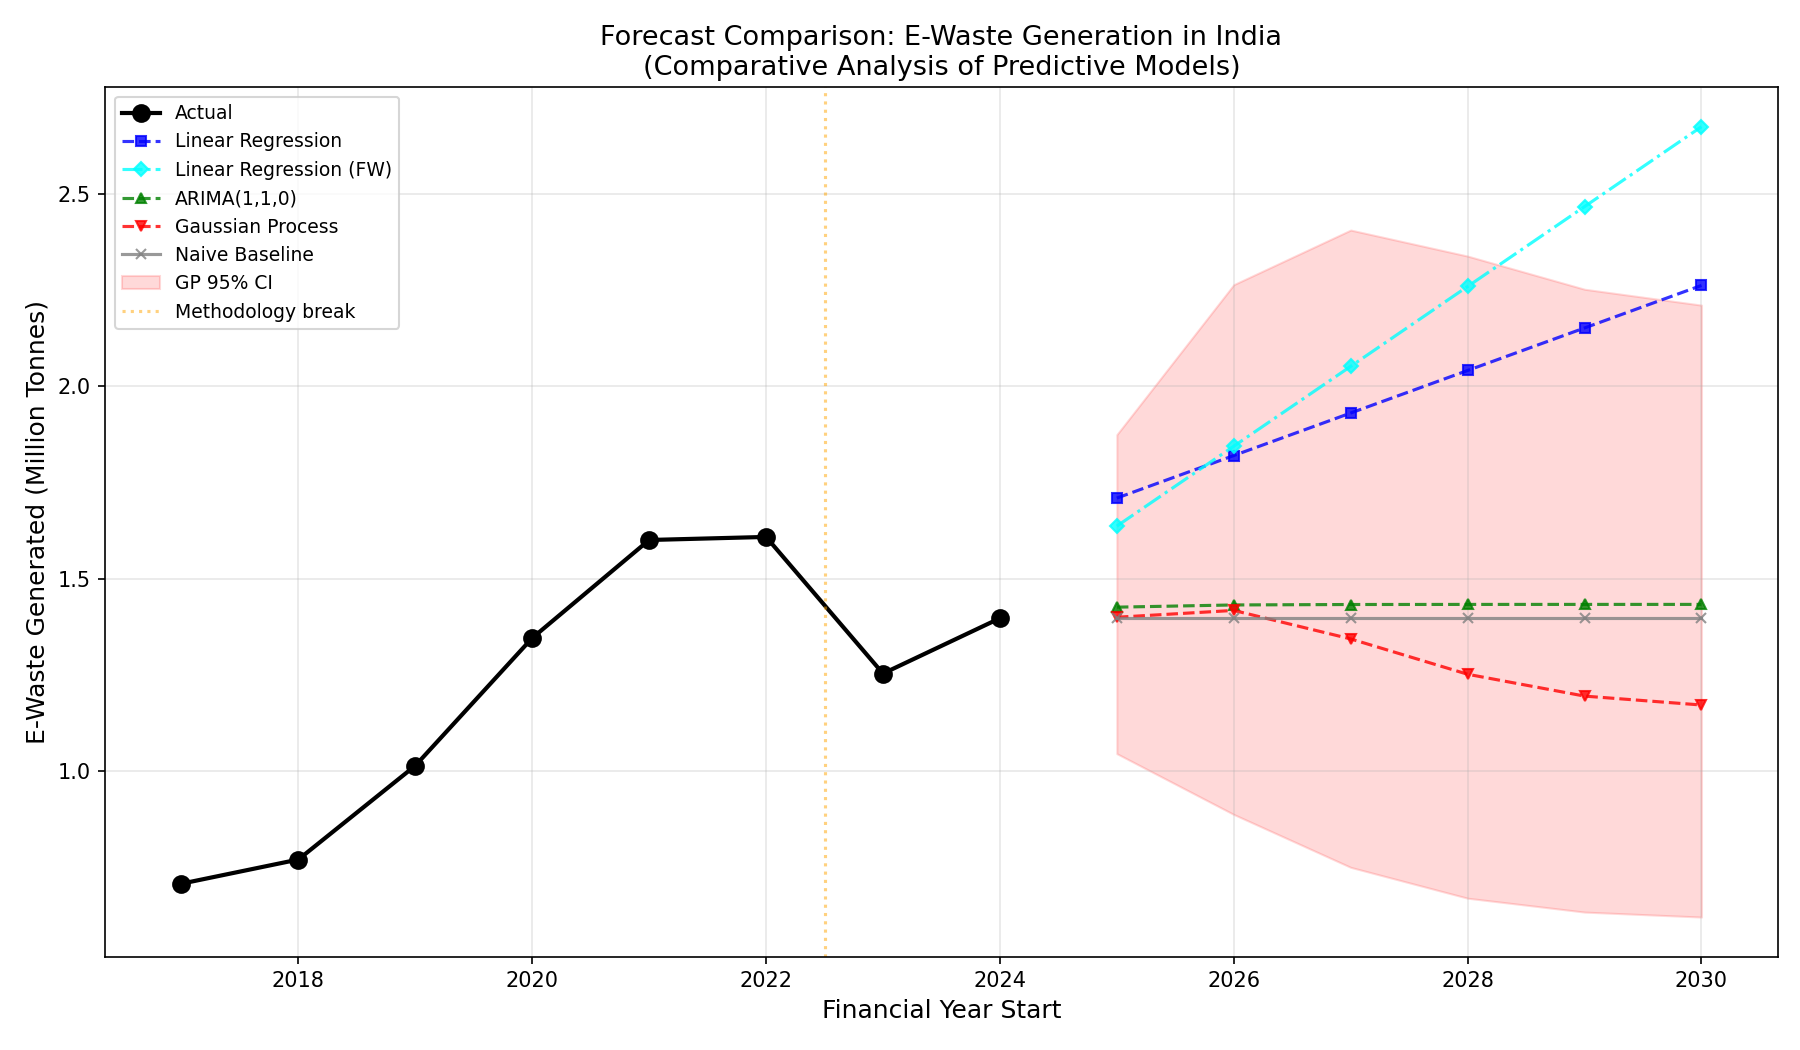 Forecast Comparison: E-Waste Generation in India
(Comparative Analysis of Predictive Models)
Actual
Linear Regression
Linear Regression (FW)
ARIMA(1,1,0)
Gaussian Process
Naive Baseline
GP 95% CI
Methodology break
E-Waste Generated (Million Tonnes)
2.5
2.0
1.5
1.0
2018 2020 2022 2024 2026 2028 2030
Financial Year Start